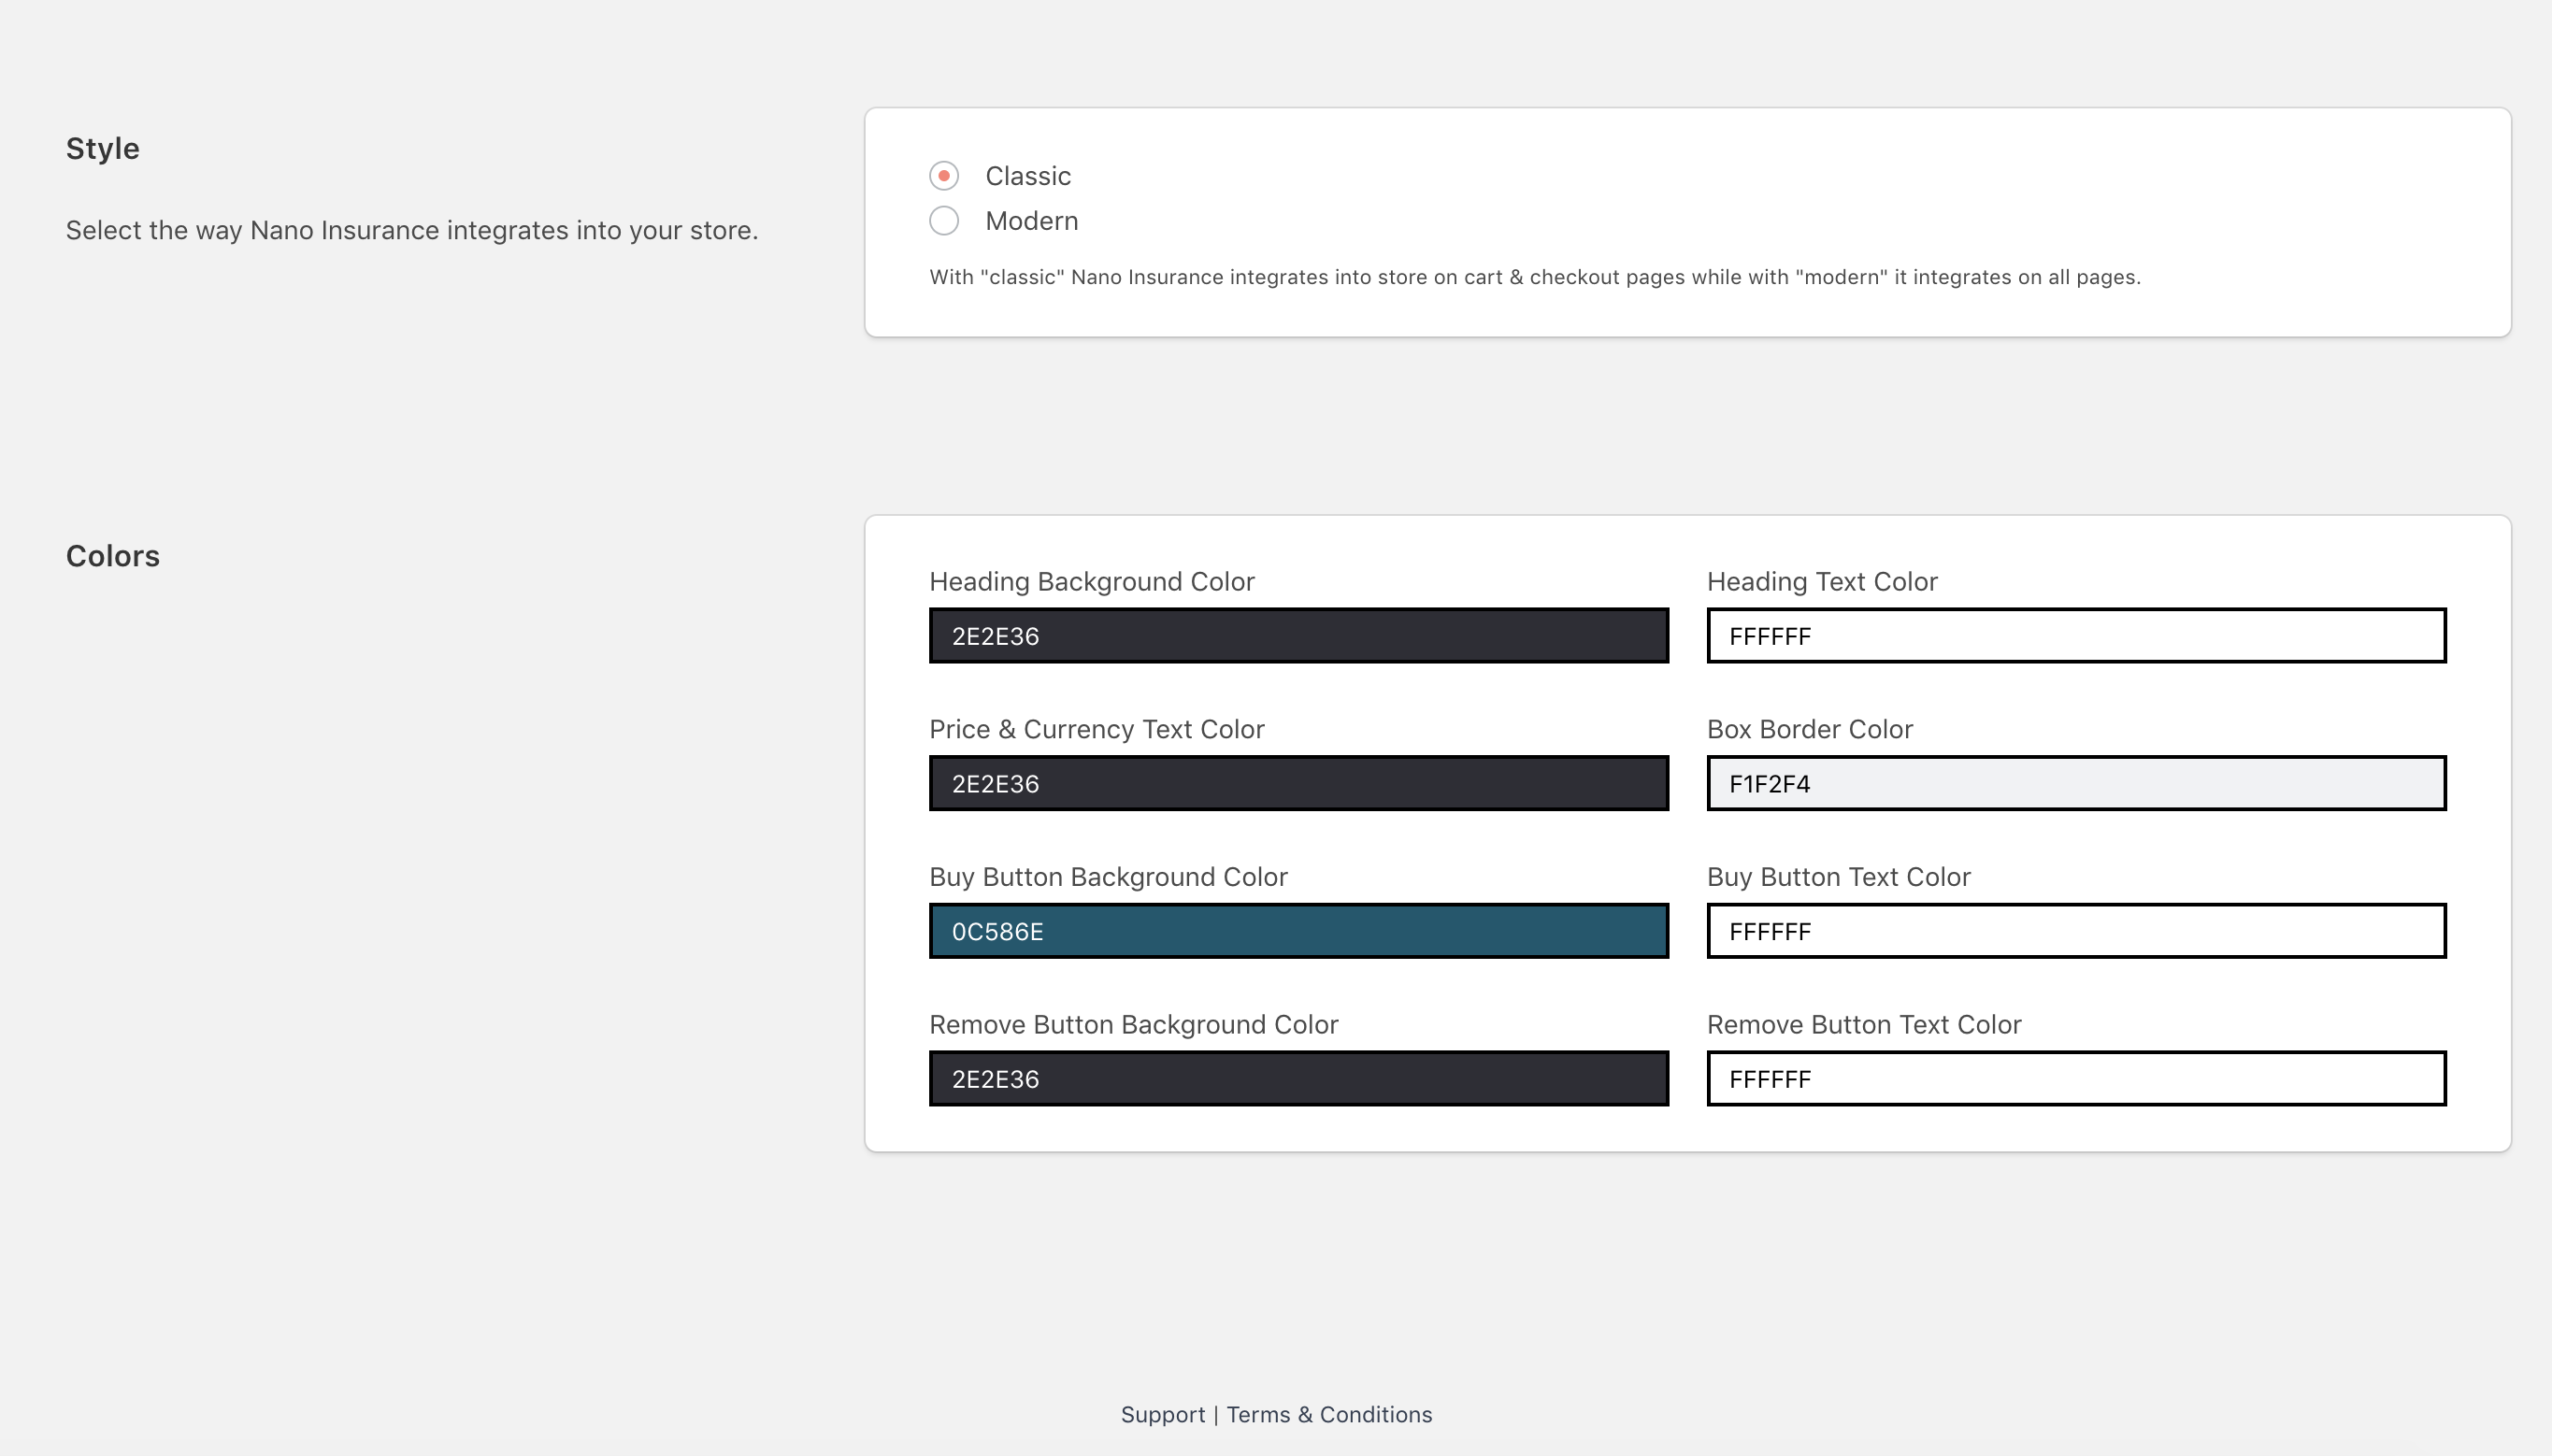 Style
Select the way Nano Insurance integrates into your store.
Classic
Modern
With "classic" Nano Insurance integrates into store on cart & checkout pages while with "modern" it integrates on all pages.
Colors
Heading Background Color
2E2E36
Heading Text Color
FFFFFF
Price & Currency Text Color
2E2E36
Box Border Color
F1F2F4
Buy Button Background Color
0C586E
Buy Button Text Color
FFFFFF
Remove Button Background Color
2E2E36
Remove Button Text Color
FFFFFF
Support | Terms & Conditions